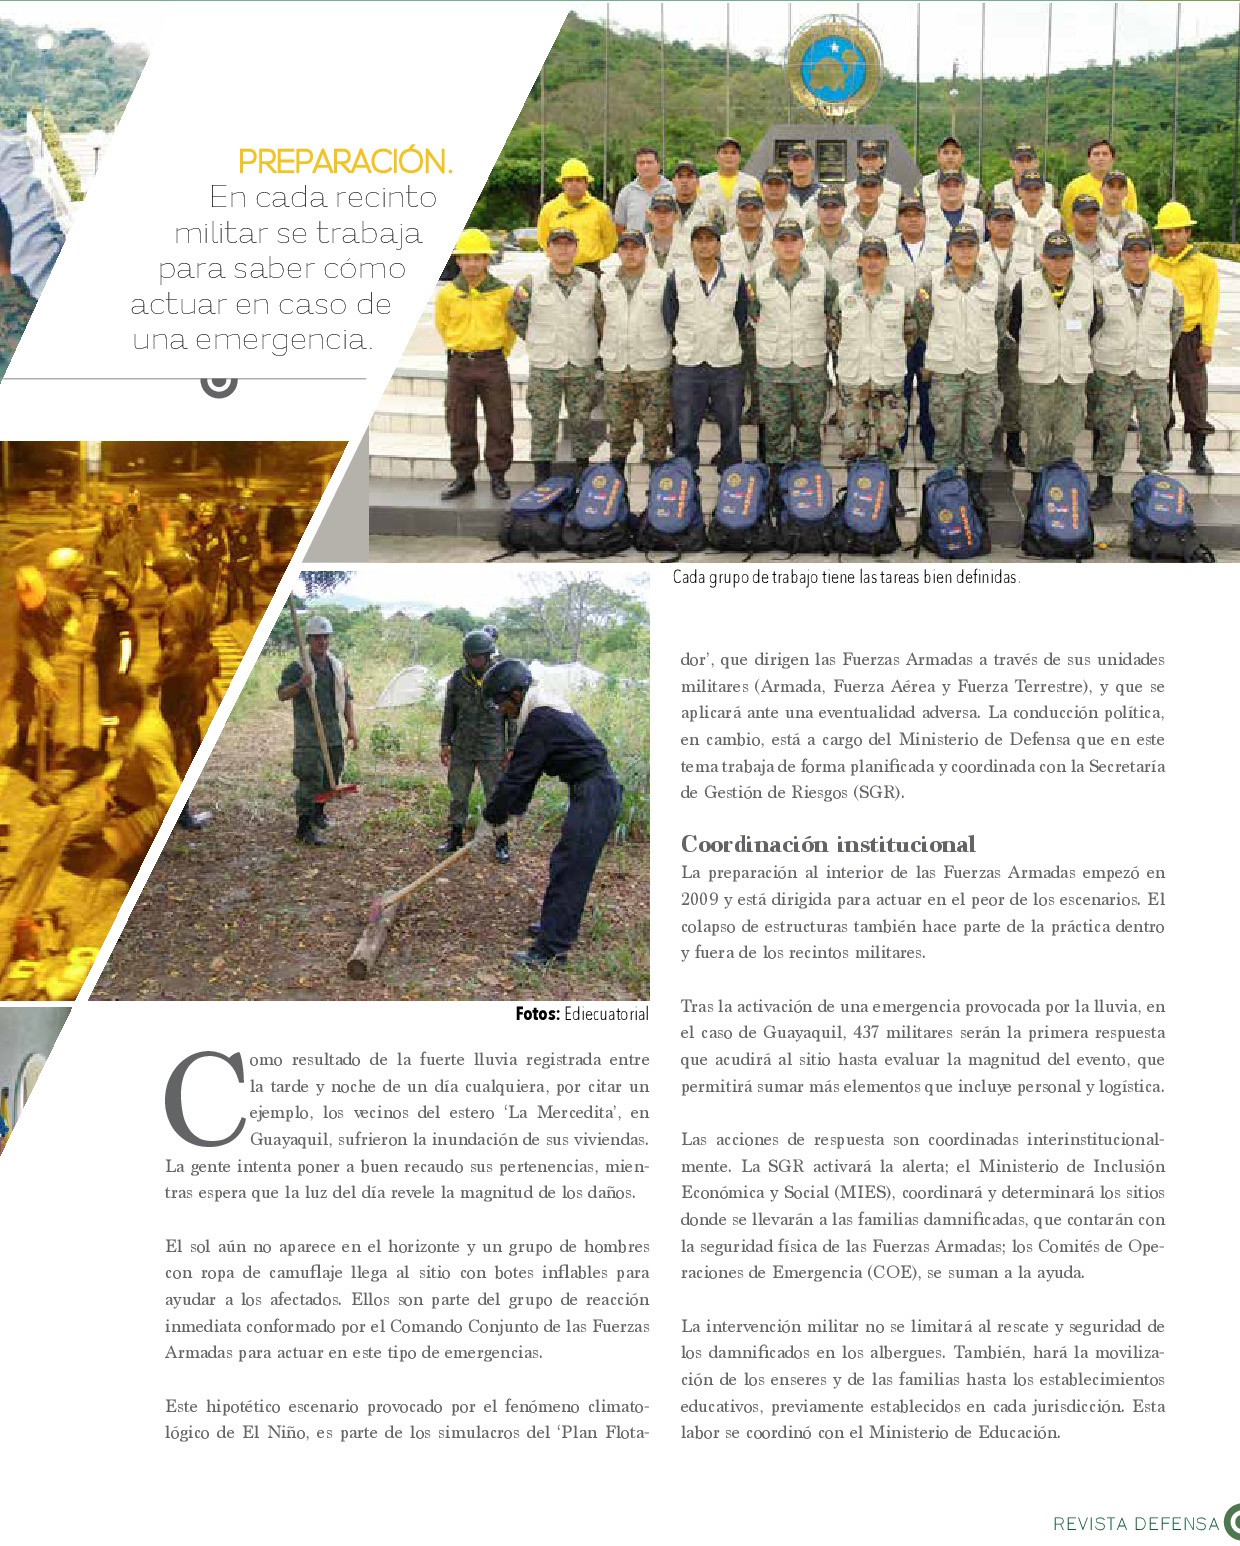 PREPARACIÓN.
En cada recinto
militar se trabaja
para saber cómo
actuar en caso de
una emergencia.
Cada grupo de trabajo tiene las tareas bien definidas.
Fotos: Ediecuatorial
Como resultado de la fuerte lluvia registrada entre
la tarde y noche de un día cualquiera, por citar un
ejemplo, los vecinos del estero ‘La Mercedita’, en
Guayaquil, sufrieron la inundación de sus viviendas.
La gente intenta poner a buen recaudo sus pertenencias, mien-
tras espera que la luz del día revele la magnitud de los daños.
El sol aún no aparece en el horizonte y un grupo de hombres
con ropa de camuflaje llega al sitio con botes inflables para
ayudar a los afectados. Ellos son parte del grupo de reacción
inmediata conformado por el Comando Conjunto de las Fuerzas
Armadas para actuar en este tipo de emergencias.
Este hipotético escenario provocado por el fenómeno climato-
lógico de El Niño, es parte de los simulacros del ‘Plan Flota-
dor’, que dirigen las Fuerzas Armadas a través de sus unidades
militares (Armada, Fuerza Aérea y Fuerza Terrestre), y que se
aplicará ante una eventualidad adversa. La conducción política,
en cambio, está a cargo del Ministerio de Defensa que en este
tema trabaja de forma planificada y coordinada con la Secretaría
de Gestión de Riesgos (SGR).
Coordinación institucional
La preparación al interior de las Fuerzas Armadas empezó en
2009 y está dirigida para actuar en el peor de los escenarios. El
colapso de estructuras también hace parte de la práctica dentro
y fuera de los recintos militares.
Tras la activación de una emergencia provocada por la lluvia, en
el caso de Guayaquil, 437 militares serán la primera respuesta
que acudirá al sitio hasta evaluar la magnitud del evento, que
permitirá sumar más elementos que incluye personal y logística.
Las acciones de respuesta son coordinadas interinstitucional-
mente. La SGR activará la alerta; el Ministerio de Inclusión
Económica y Social (MIES), coordinará y determinará los sitios
donde se llevarán a las familias damnificadas, que contarán con
la seguridad física de las Fuerzas Armadas; los Comités de Ope-
raciones de Emergencia (COE), se suman a la ayuda.
La intervención militar no se limitará al rescate y seguridad de
los damnificados en los albergues. También, hará la moviliza-
ción de los enseres y de las familias hasta los establecimientos
educativos, previamente establecidos en cada jurisdicción. Esta
labor se coordinó con el Ministerio de Educación.
REVISTA DEFENSA